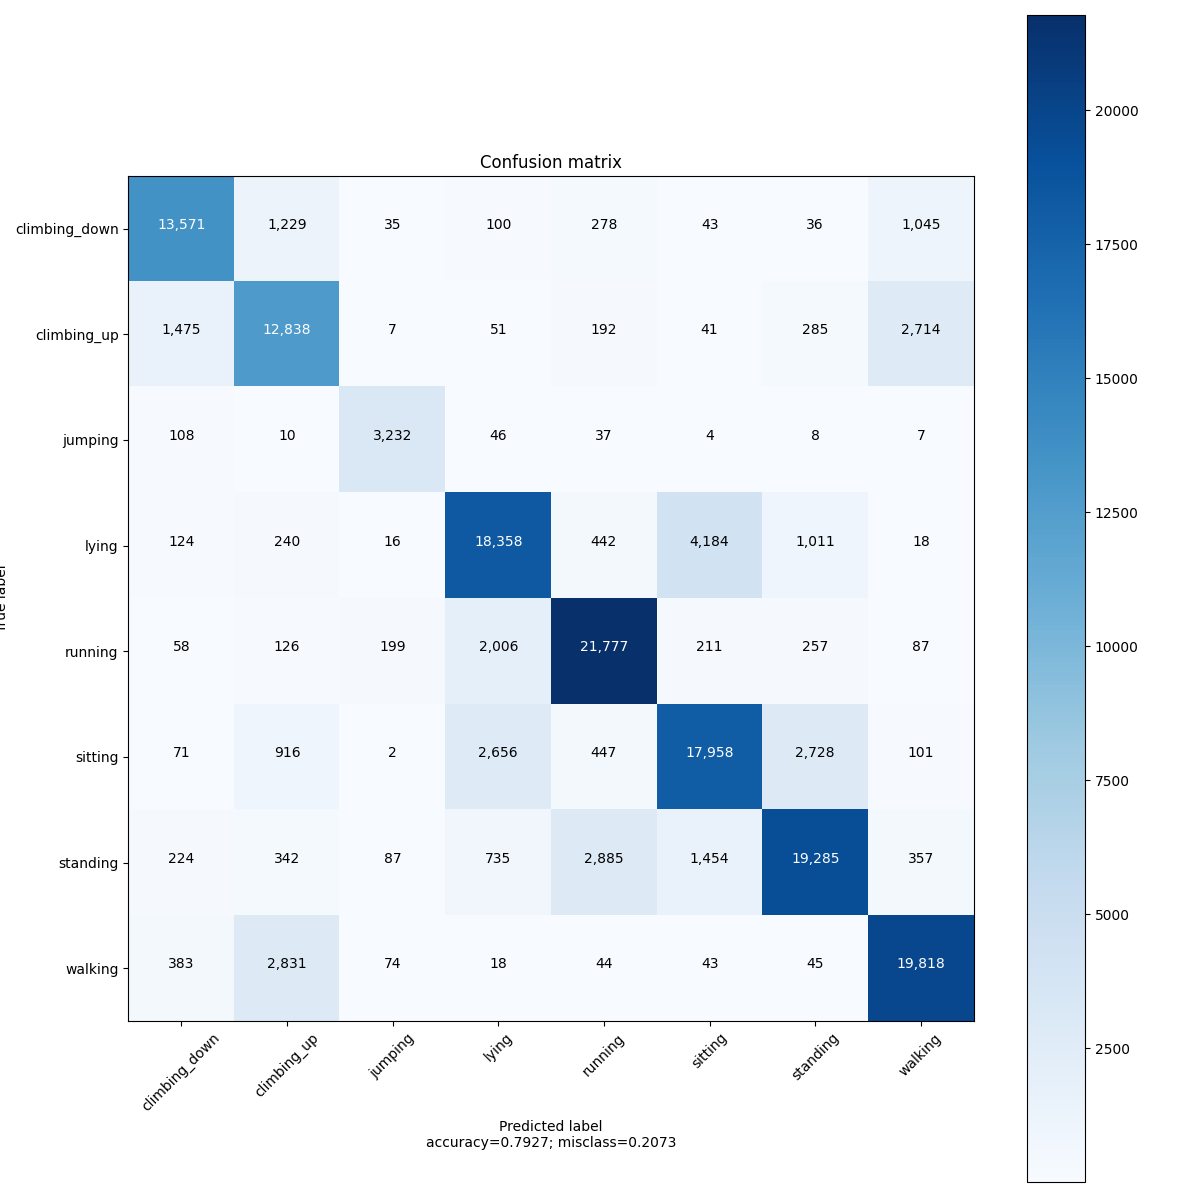 Confusion matrix
climbing_down 13,571 1,229 35 100 278 43 36 1,045
climbing_up 1,475 12,838 7 51 192 41 285 2,714
jumping 108 10 3,232 46 37 4 8 7
lying 124 240 16 18,358 442 4,184 1,011 18
running 58 126 199 2,006 21,777 211 257 87
sitting 71 916 2 2,656 447 17,958 2,728 101
standing 224 342 87 735 2,885 1,454 19,285 357
walking 383 2,831 74 18 44 43 45 19,818
climbing_down climbing_up jumping lying running sitting standing walking
Predicted label
accuracy=0.7927; misclass=0.2073
label
20000
17500
15000
12500
10000
7500
5000
2500